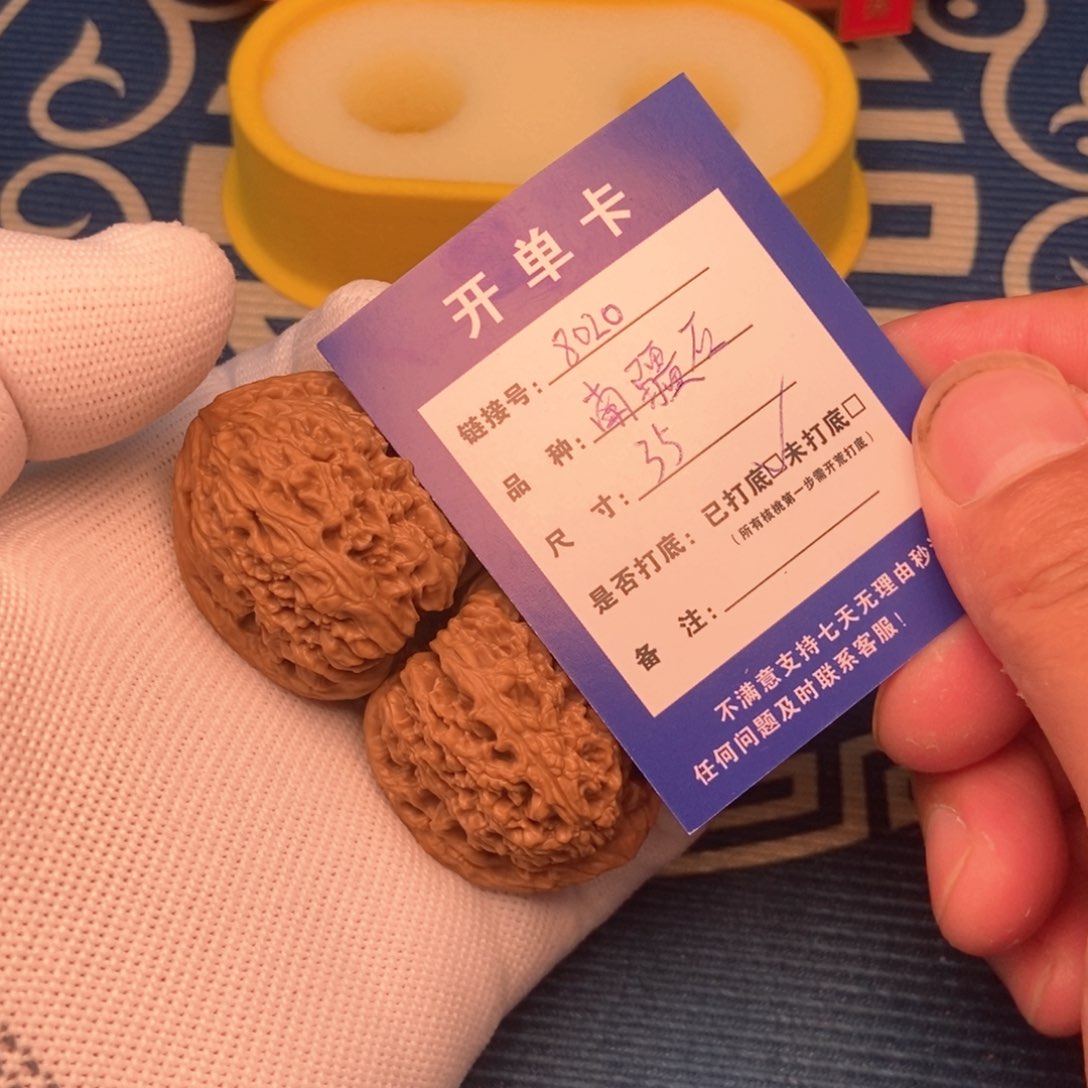 开单卡
链接号：8020
品 种：南疆石
尺 寸：35
是否打底：已打底☑未打底☐
（所有核桃第一步需开荒打底）
备 注：
不满意支持七天无理由秒
任何问题及时联系客服！